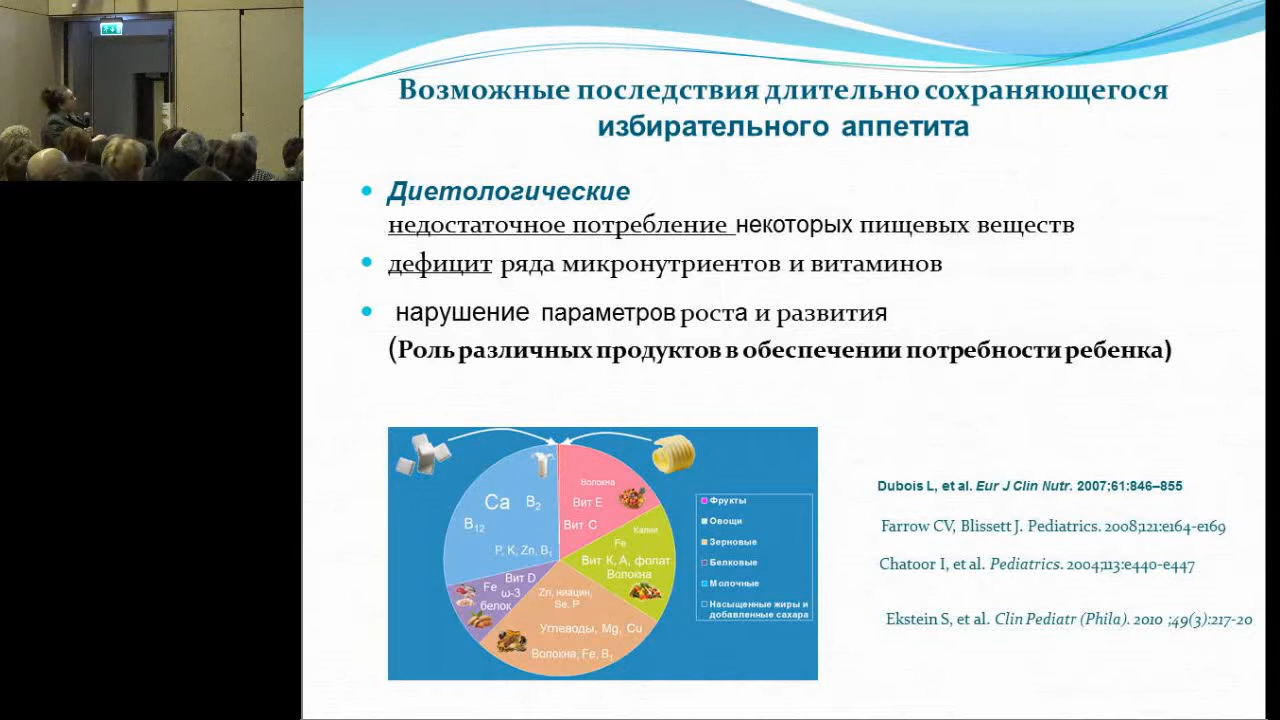 Возможные последствия длительно сохраняющегося
избирательного аппетита
Диетологические
недостаточное потребление некоторых пищевых веществ
дефицит ряда микронутриентов и витаминов
нарушение параметров роста и развития
(Роль различных продуктов в обеспечении потребности ребенка)
Волокна
Вит Е
Вит С
Калий
Fe
Вит К, А, фолат
Волокна
Zn, ниацин,
Se, P
Углеводы, Mg, Cu
Волокна, Fe, B₁
Вит D
Fe
ω-3
белок
Ca
B₂
B₁₂
P, K, Zn, B₁
Фрукты
Овощи
Зерновые
Белковые
Молочные
Насыщенные жиры и
добавленные сахара
Dubois L, et al. Eur J Clin Nutr. 2007;61:846–855
Farrow CV, Blissett J. Pediatrics. 2008;121:e164-e169
Chatoor I, et al. Pediatrics. 2004;113:e440-e447
Ekstein S, et al. Clin Pediatr (Phila). 2010 ;49(3):217-20